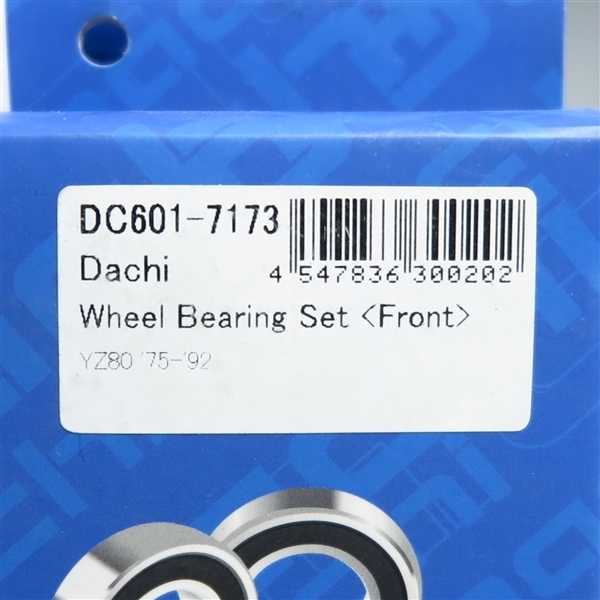 DC601-7173
Dachi
4 547836 300202
Wheel Bearing Set <Front>
YZ80 '75-'92